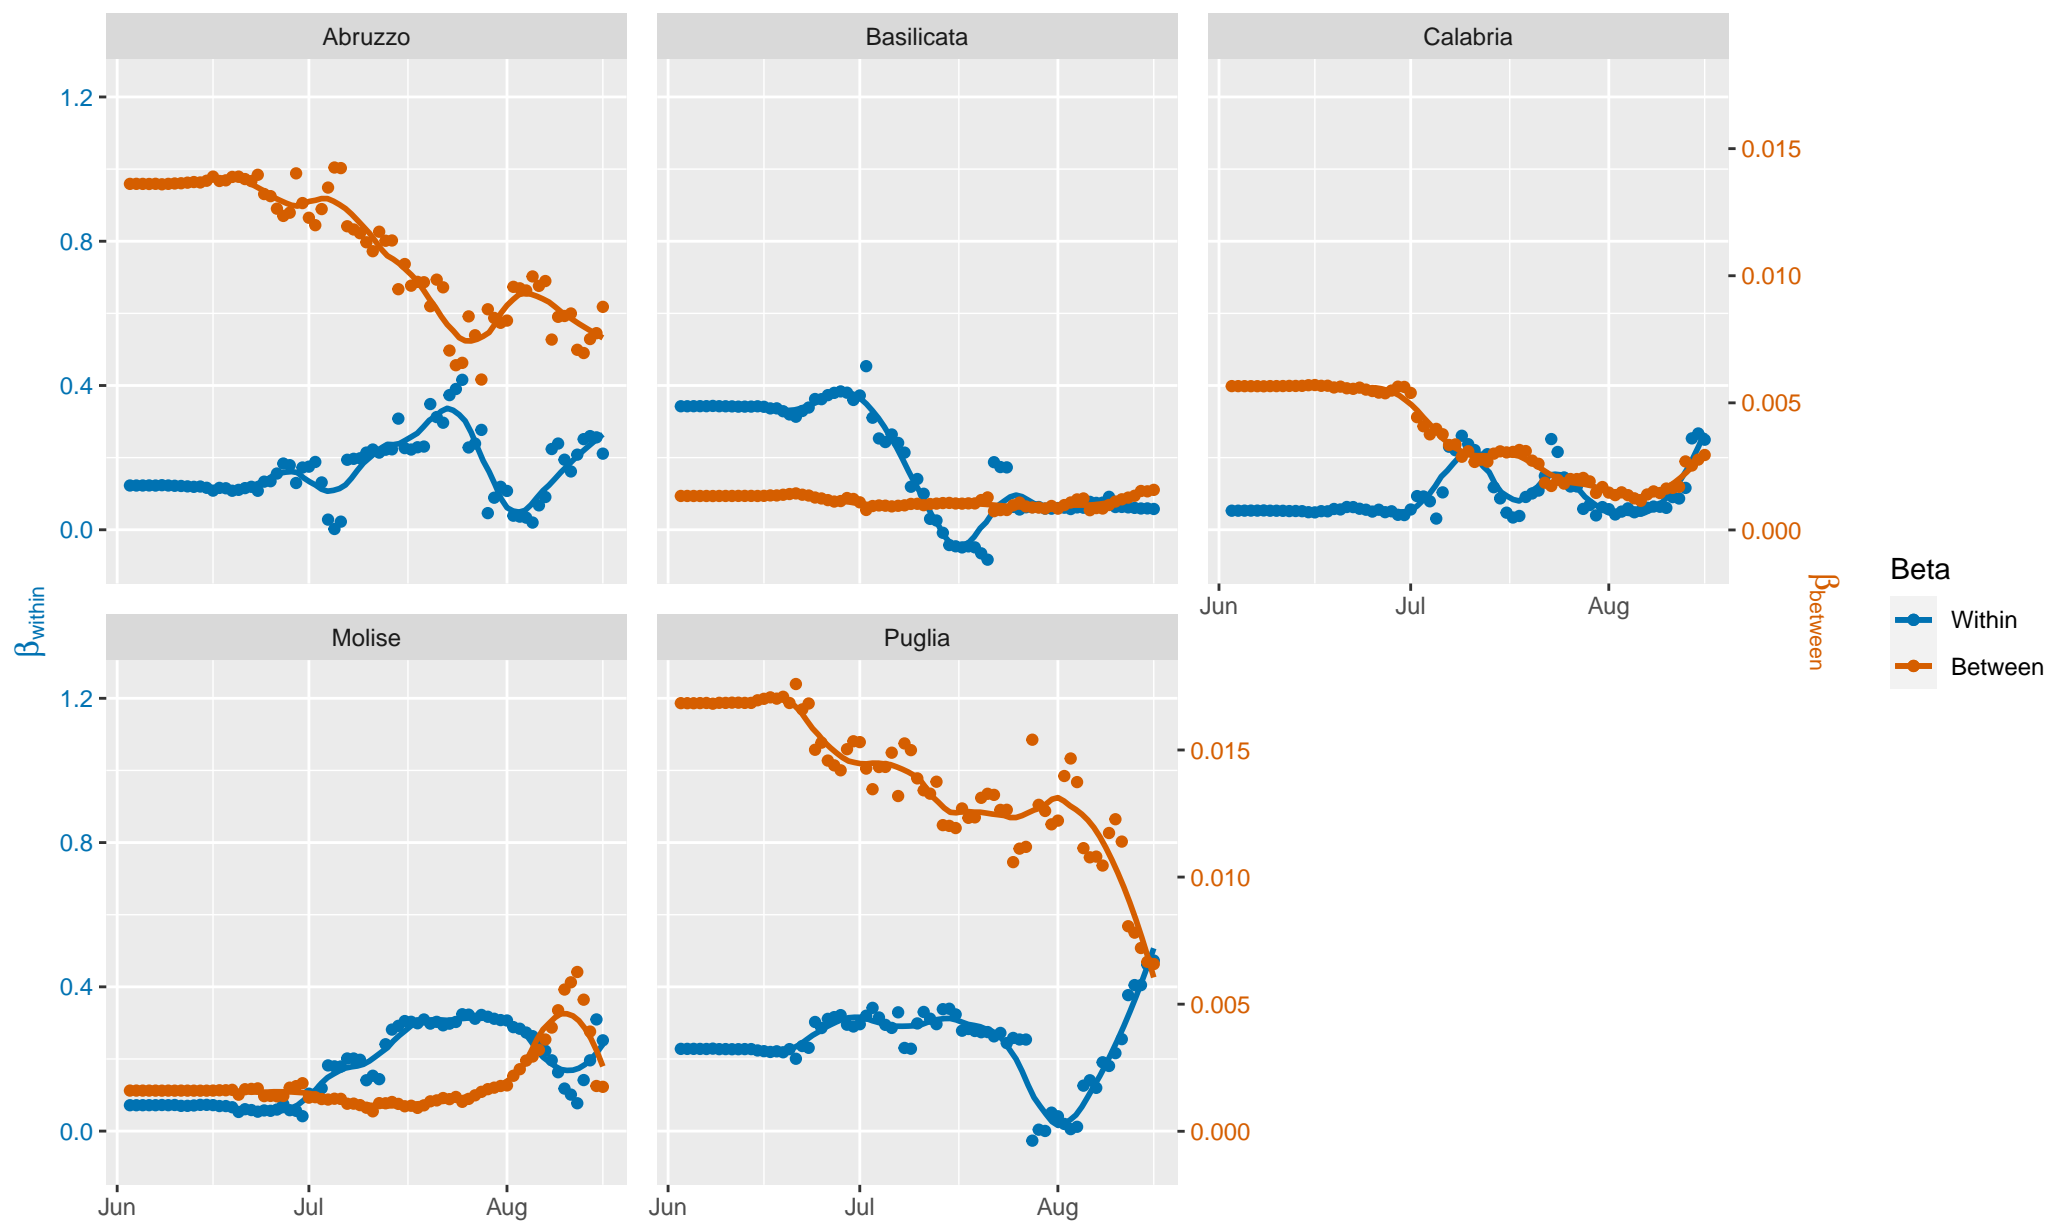 Abruzzo
Basilicata
Calabria
1.2
0.8
0.4
0.0
0.015
0.010
0.005
0.000
Jun
Jul
Aug
βwithin
βbetween
Beta
Within
Between
Molise
Puglia
1.2
0.8
0.4
0.0
0.015
0.010
0.005
0.000
Jun
Jul
Aug
Jun
Jul
Aug